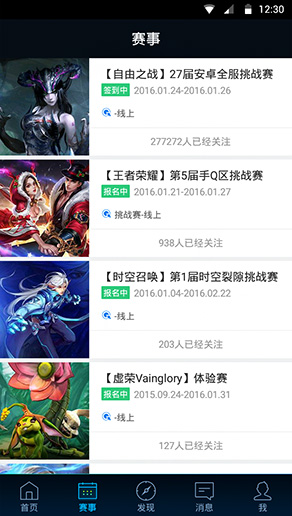 12:30
赛事
【自由之战】27届安卓全服挑战赛
签到中 2016.01.24-2016.01.26
-线上
277272人已经关注
【王者荣耀】第5届手Q区挑战赛
报名中 2016.01.21-2016.01.27
挑战赛-线上
938人已经关注
【时空召唤】第1届时空裂隙挑战赛
报名中 2016.01.04-2016.02.22
-线上
203人已经关注
【虚荣Vainglory】体验赛
报名中 2015.09.24-2016.01.31
-线上
127人已经关注
首页 赛事 发现 消息 我